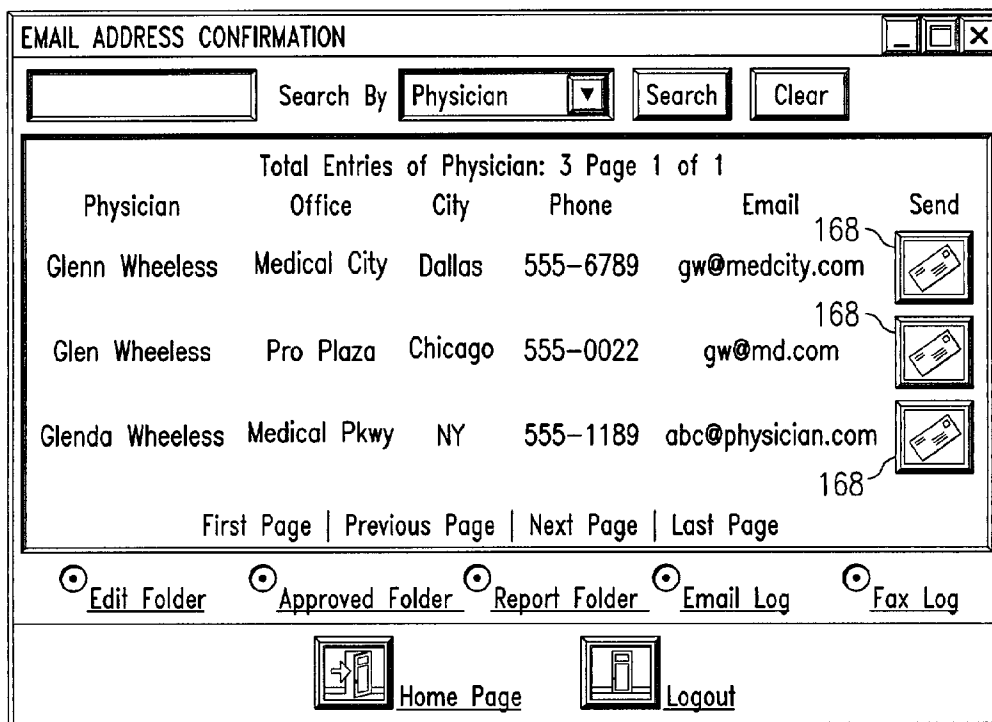 EMAIL ADDRESS CONFIRMATION
Search By Physician Search Clear
Total Entries of Physician: 3 Page 1 of 1
Physician Office City Phone Email Send
168
Glenn Wheeless Medical City Dallas 555-6789 gw@medcity.com
168
Glen Wheeless Pro Plaza Chicago 555-0022 gw@md.com
Glenda Wheeless Medical Pkwy NY 555-1189 abc@physician.com
168
First Page | Previous Page | Next Page | Last Page
Edit Folder Approved Folder Report Folder Email Log Fax Log
Home Page Logout